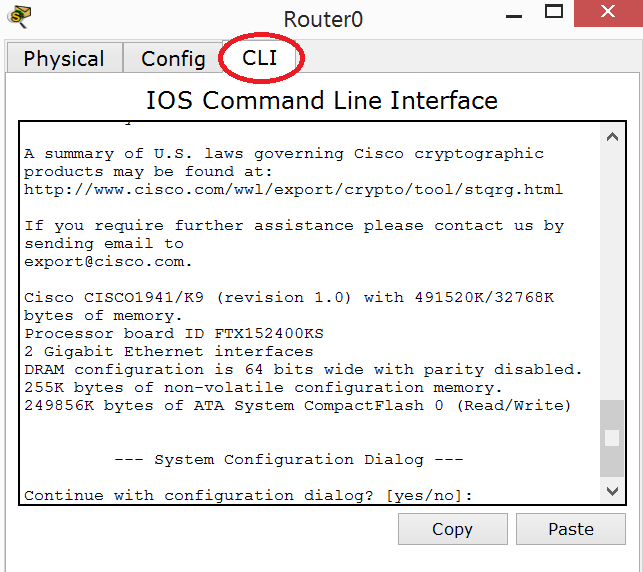 Router0
Physical Config CLI
IOS Command Line Interface
A summary of U.S. laws governing Cisco cryptographic
products may be found at:
http://www.cisco.com/wwl/export/crypto/tool/stqrg.html
If you require further assistance please contact us by
sending email to
export@cisco.com.
Cisco CISCO1941/K9 (revision 1.0) with 491520K/32768K
bytes of memory.
Processor board ID FTX152400KS
2 Gigabit Ethernet interfaces
DRAM configuration is 64 bits wide with parity disabled.
255K bytes of non-volatile configuration memory.
249856K bytes of ATA System CompactFlash 0 (Read/Write)
--- System Configuration Dialog ---
Continue with configuration dialog? [yes/no]:
Copy Paste